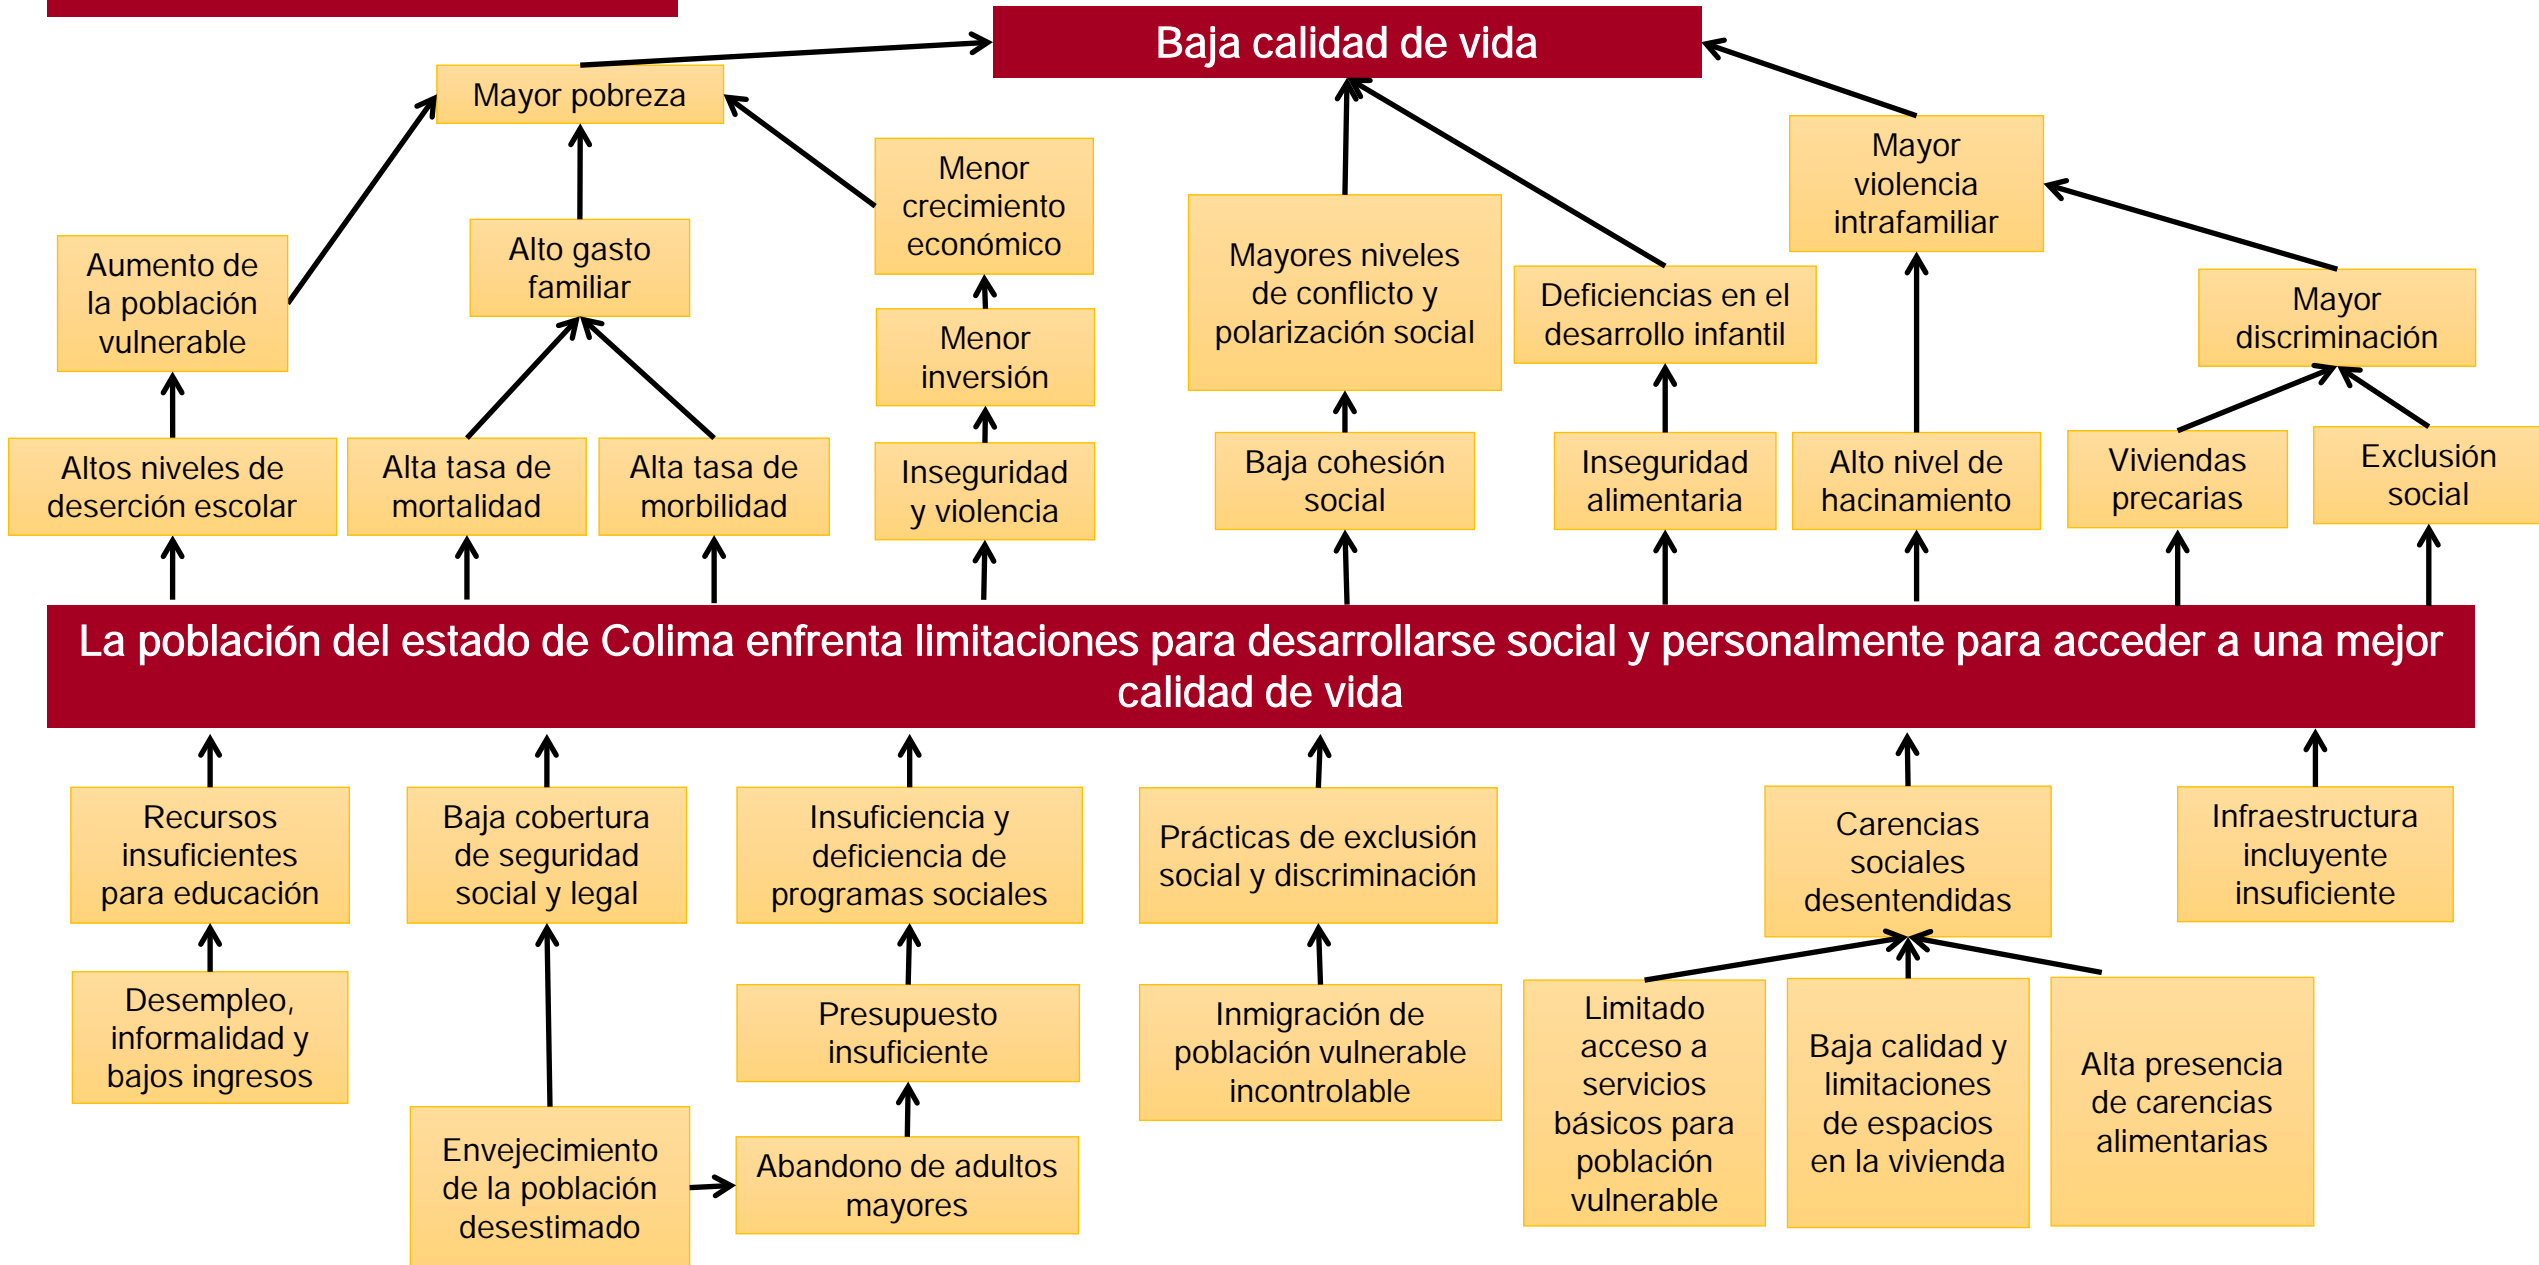 Baja calidad de vida
Mayor pobreza
Mayor
violencia
intrafamiliar
Menor
crecimiento
económico
Aumento de
la población
vulnerable
Alto gasto
familiar
Mayores niveles
de conflicto y
polarización social
Deficiencias en el
desarrollo infantil
Mayor
discriminación
Menor
inversión
Altos niveles de
deserción escolar
Alta tasa de
mortalidad
Alta tasa de
morbilidad
Inseguridad
y violencia
Baja cohesión
social
Inseguridad
alimentaria
Alto nivel de
hacinamiento
Viviendas
precarias
Exclusión
social
La población del estado de Colima enfrenta limitaciones para desarrollarse social y personalmente para acceder a una mejor
calidad de vida
Recursos
insuficientes
para educación
Baja cobertura
de seguridad
social y legal
Insuficiencia y
deficiencia de
programas sociales
Prácticas de exclusión
social y discriminación
Carencias
sociales
desentendidas
Infraestructura
incluyente
insuficiente
Desempleo,
informalidad y
bajos ingresos
Presupuesto
insuficiente
Inmigración de
población vulnerable
incontrolable
Limitado
acceso a
servicios
básicos para
población
vulnerable
Baja calidad y
limitaciones
de espacios
en la vivienda
Alta presencia
de carencias
alimentarias
Envejecimiento
de la población
desestimado
Abandono de adultos
mayores